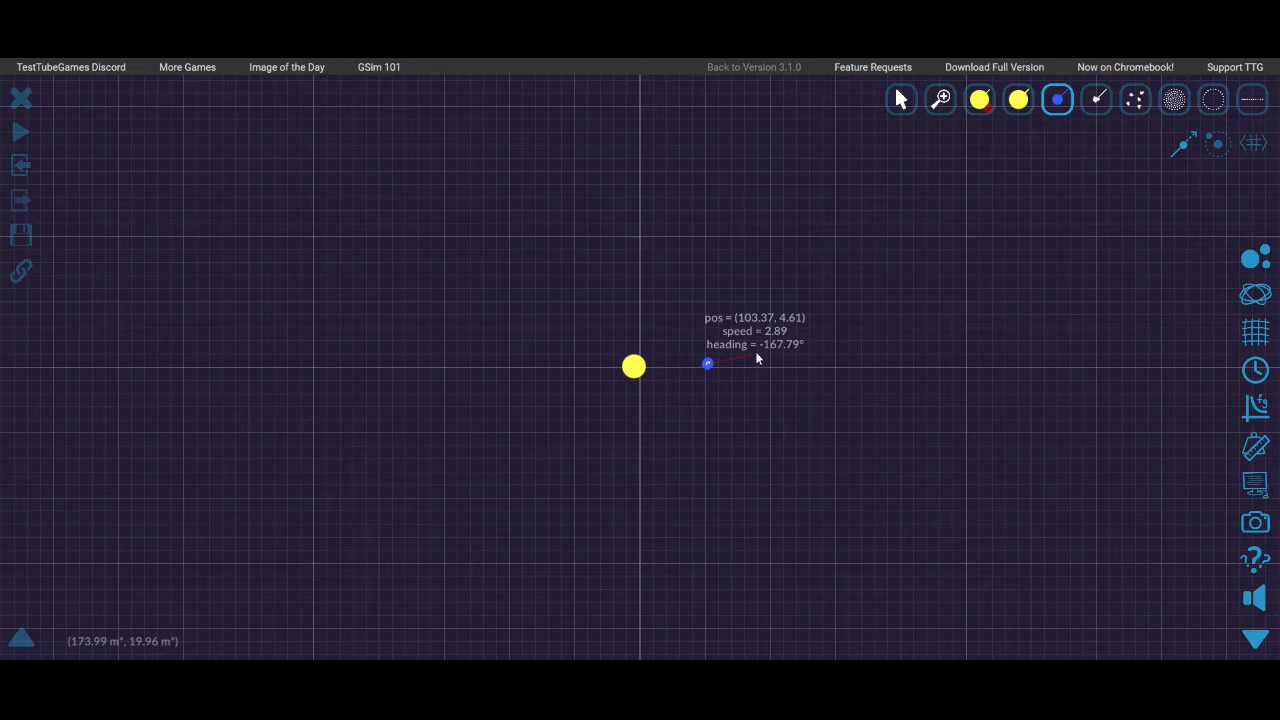 TestTubeGames Discord
More Games
Image of the Day
GSim 101
Back to Version 3.1.0
Feature Requests
Download Full Version
Now on Chromebook!
Support TTG
pos = (103.37, 4.61)
speed = 2.89
heading = -167.79°
(173.99 m*, 19.96 m*)